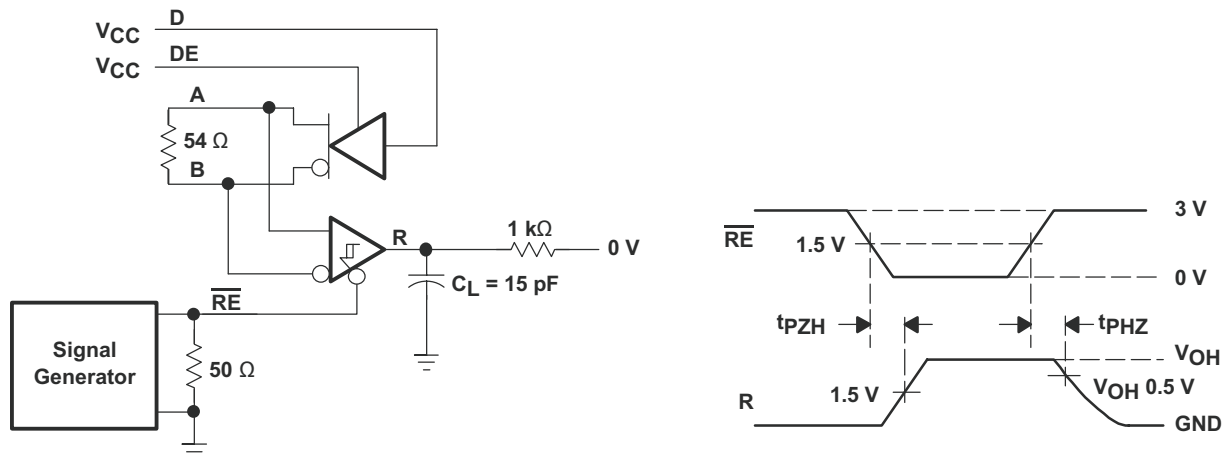 D
VCC
DE
VCC
A
54 Ω
B
R
1 kΩ
0 V
CL = 15 pF
RE
Signal
Generator
50 Ω
3 V
RE
1.5 V
0 V
tPZH
tPHZ
VOH
1.5 V
VOH 0.5 V
R
GND